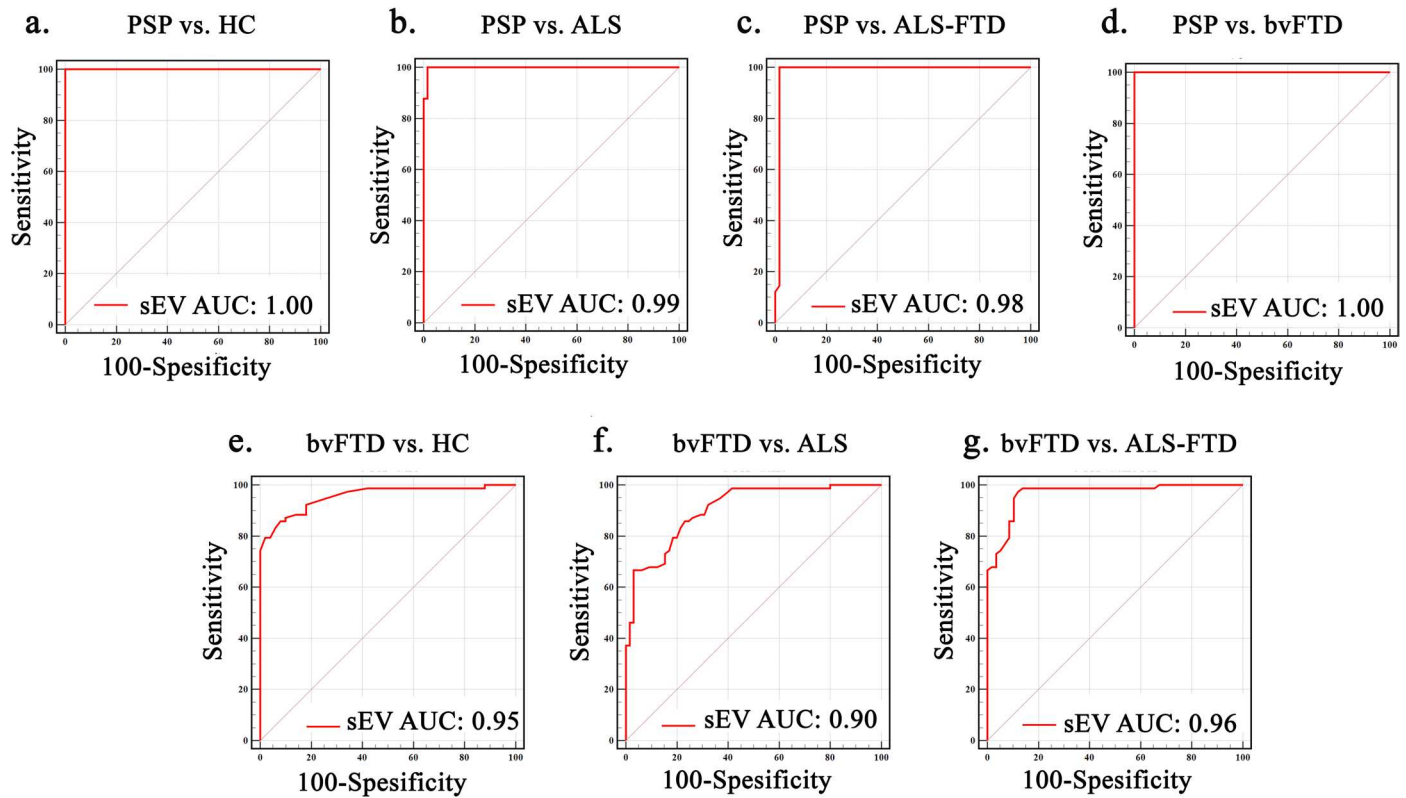 a. PSP vs. HC
b. PSP vs. ALS
c. PSP vs. ALS-FTD
d. PSP vs. bvFTD
100
80
60
40
20
0
Sensitivity
sEV AUC: 1.00
0 20 40 60 80 100
100-Spesificity
100
80
60
40
20
0
Sensitivity
sEV AUC: 0.99
0 20 40 60 80 100
100-Spesificity
100
80
60
40
20
0
Sensitivity
sEV AUC: 0.98
0 20 40 60 80 100
100-Spesificity
100
80
60
40
20
0
Sensitivity
sEV AUC: 1.00
0 20 40 60 80 100
100-Spesificity
e. bvFTD vs. HC
f. bvFTD vs. ALS
g. bvFTD vs. ALS-FTD
100
80
60
40
20
0
Sensitivity
sEV AUC: 0.95
0 20 40 60 80 100
100-Spesificity
100
80
60
40
20
0
Sensitivity
sEV AUC: 0.90
0 20 40 60 80 100
100-Spesificity
100
80
60
40
20
0
Sensitivity
sEV AUC: 0.96
0 20 40 60 80 100
100-Spesificity